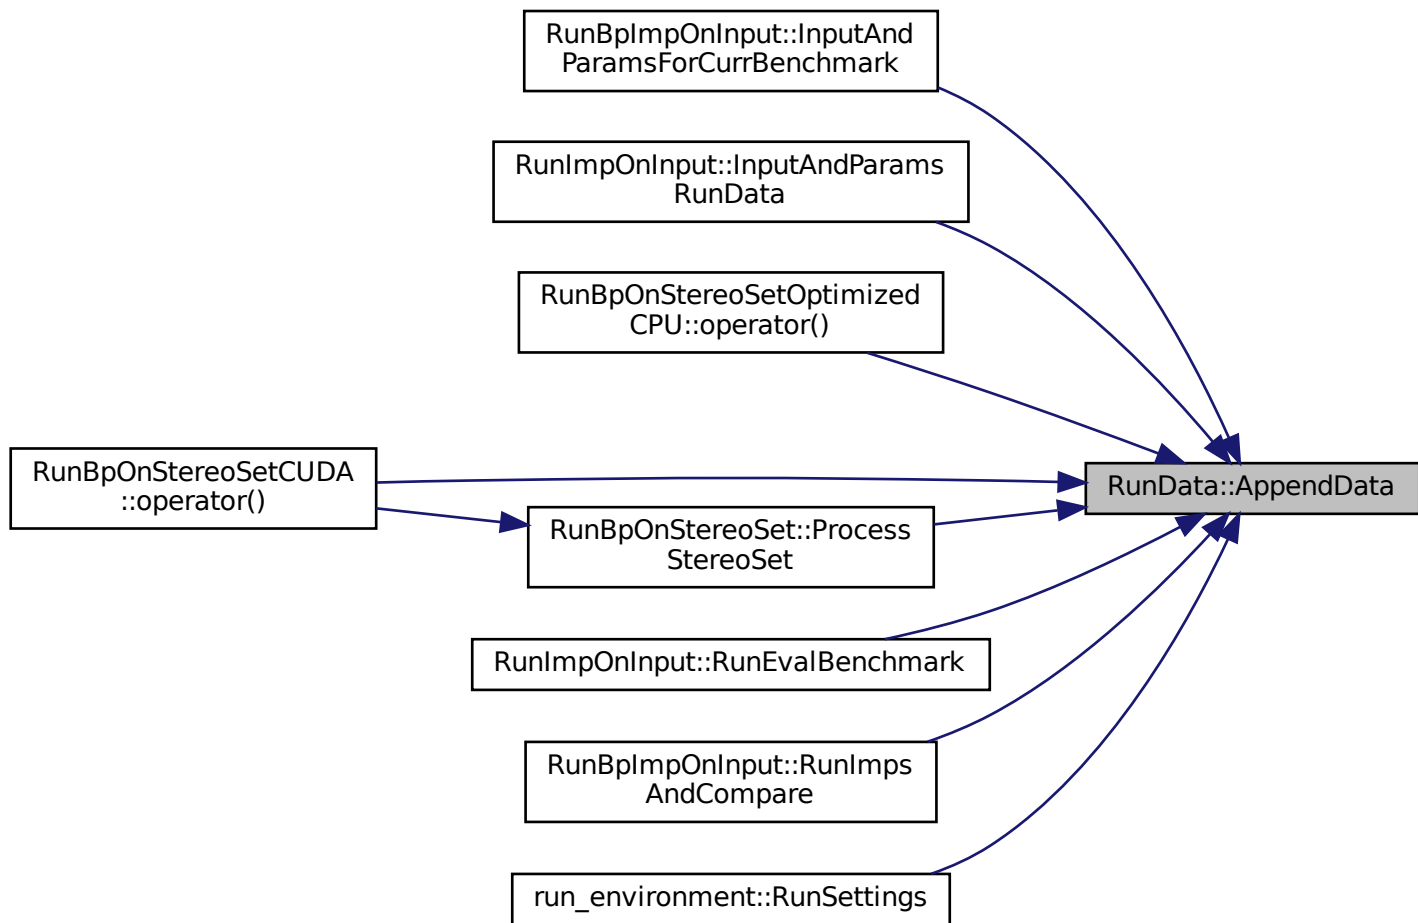 RunBpImpOnInput::InputAnd
ParamsForCurrBenchmark
RunImpOnInput::InputAndParams
RunData
RunBpOnStereoSetOptimized
CPU::operator()
RunBpOnStereoSetCUDA
::operator()
RunData::AppendData
RunBpOnStereoSet::Process
StereoSet
RunImpOnInput::RunEvalBenchmark
RunBpImpOnInput::RunImps
AndCompare
run_environment::RunSettings